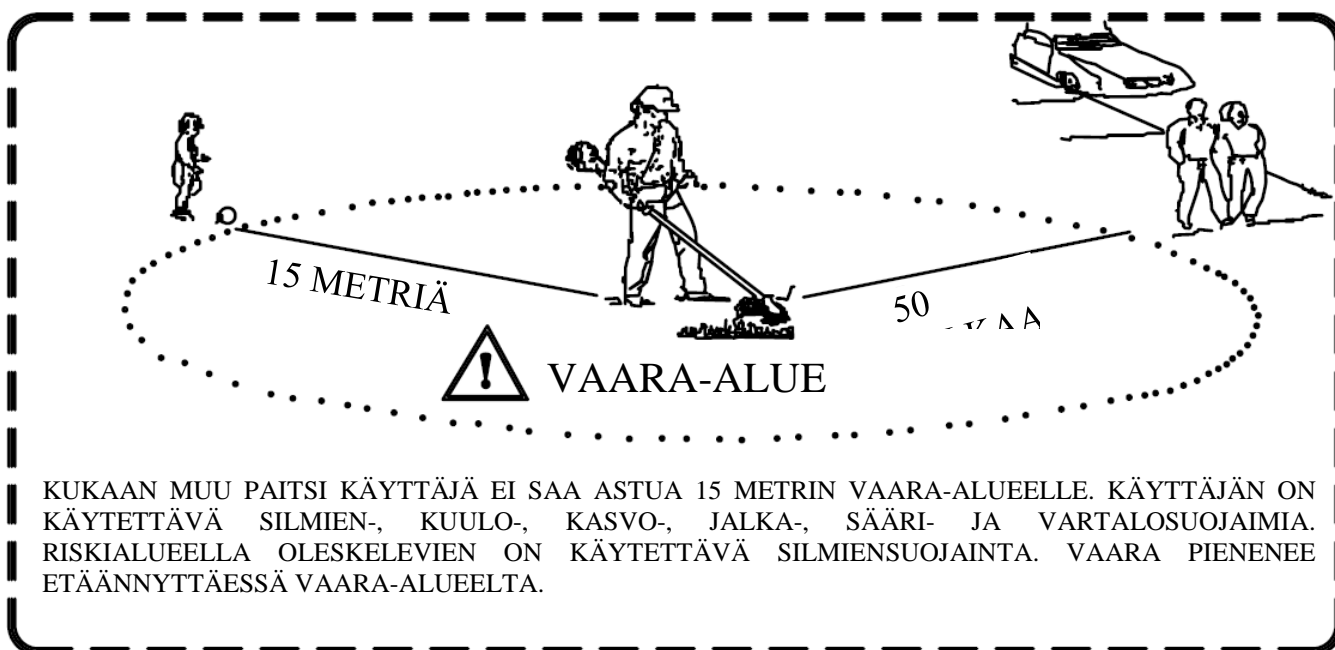 15 METRIÄ
50
VAARA-ALUE
KUKAAN MUU PAITSI KÄYTTÄJÄ EI SAA ASTUA 15 METRIN VAARA-ALUEELLE. KÄYTTÄJÄN ON
KÄYTETTÄVÄ SILMIEN-, KUULO-, KASVO-, JALKA-, SÄÄRI- JA VARTALOSUOJAIMIA.
RISKIALUEELLA OLESKELEVIEN ON KÄYTETTÄVÄ SILMIENSUOJAINTA. VAARA PIENENEE
ETÄÄNNYTTÄESSÄ VAARA-ALUEELTA.